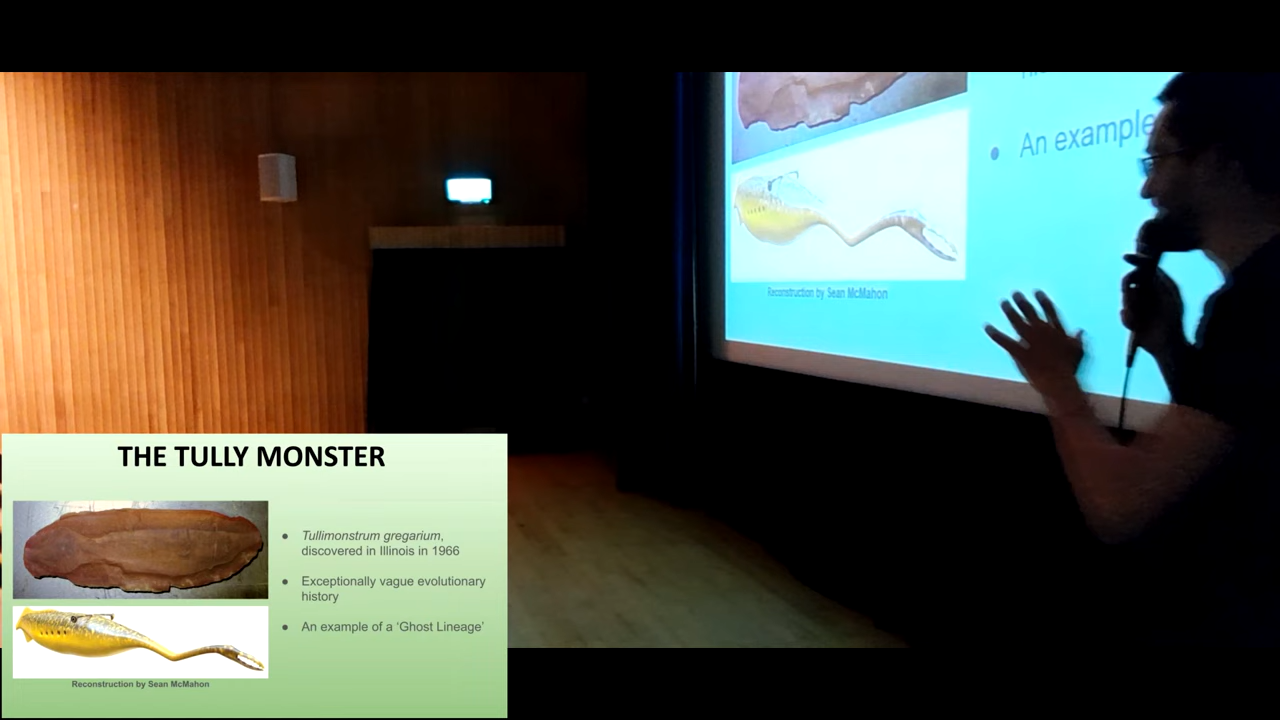 An example
Reconstruction by Sean McMahon
THE TULLY MONSTER
Tullimonstrum gregarium,
discovered in Illinois in 1966
Exceptionally vague evolutionary
history
An example of a ‘Ghost Lineage’
Reconstruction by Sean McMahon